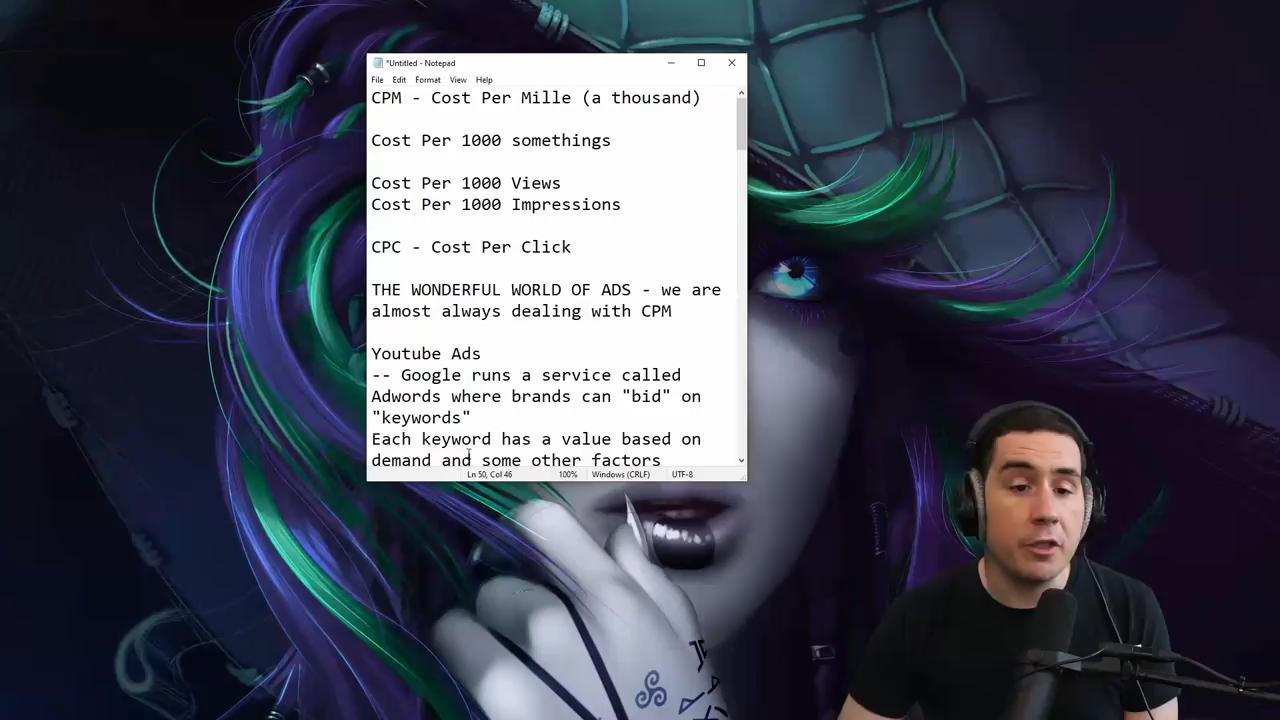 *Untitled - Notepad
File Edit Format View Help
CPM - Cost Per Mille (a thousand)
Cost Per 1000 somethings
Cost Per 1000 Views
Cost Per 1000 Impressions
CPC - Cost Per Click
THE WONDERFUL WORLD OF ADS - we are
almost always dealing with CPM
Youtube Ads
-- Google runs a service called
Adwords where brands can "bid" on
"keywords"
Each keyword has a value based on
demand and some other factors
Ln 50, Col 46 100% Windows (CRLF) UTF-8